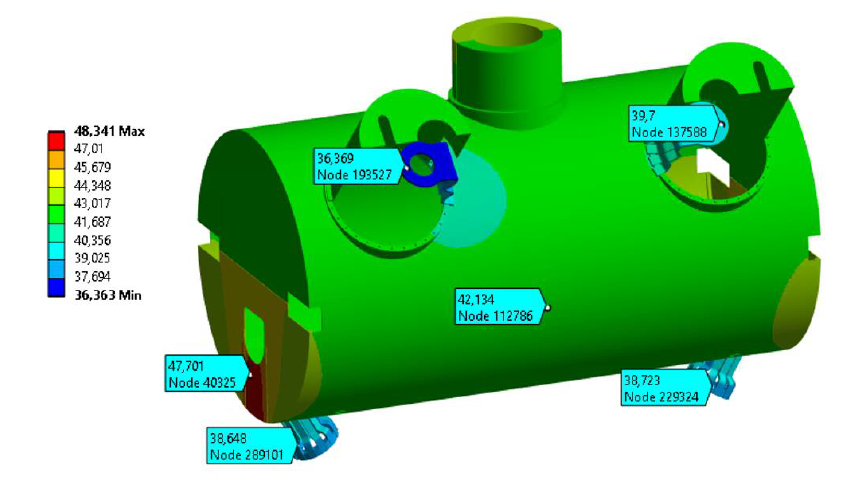 48,341 Max
47,01
45,679
44,348
43,017
41,687
40,356
39,025
37,694
36,363 Min
36,369
Node 193527
39,7
Node 137588
42,134
Node 112786
47,701
Node 40325
38,723
Node 229324
38,648
Node 289101